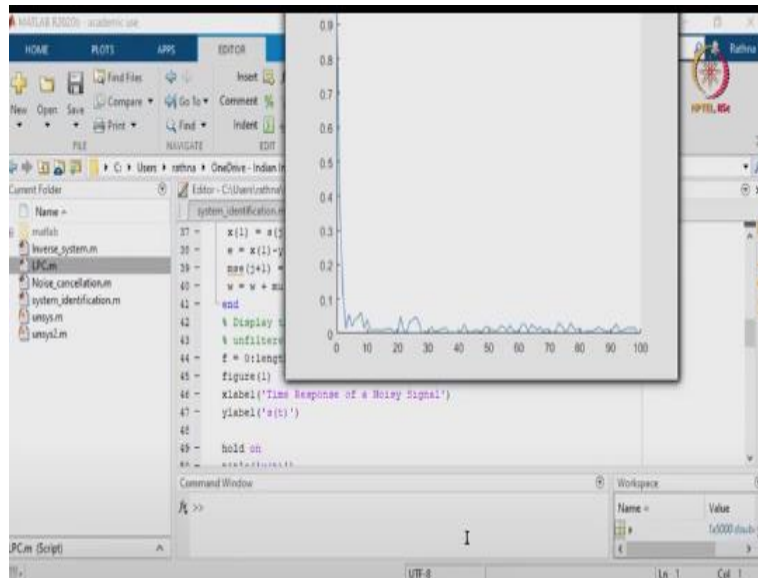 MATLAB R2020b - academic use
HOME PLOTS APPS EDITOR
Rathna
New Open Save
Find Files
Compare
Print
Go To
Find
Insert
Comment
Indent
FILE NAVIGATE EDIT
NPTEL, IISc
C: Users rathna OneDrive - Indian In
Current Folder
Name
matlab
Inverse_system.m
LPC.m
Noise_cancellation.m
system_identification.m
unsys.m
unsys2.m
LPC.m (Script)
Editor - C:\Users\rathna\
system_identification.m
37 - x(1) = s(j
38 - e = x(1)-y
39 - mse(j+1) =
40 - w = w + mu
41 - end
42 % Display t
43 % unfiltere
44 - f = 0:lengt
45 - figure(1)
46 - xlabel('Time Response of a Noisy Signal')
47 - ylabel('s(t)')
48
49 - hold on
0.9
0.8
0.7
0.6
0.5
0.4
0.3
0.2
0.1
0
0 10 20 30 40 50 60 70 80 90 100
Command Window
fx >>
Workspace
Name Value
UTF-8
Ln 1 Col 1